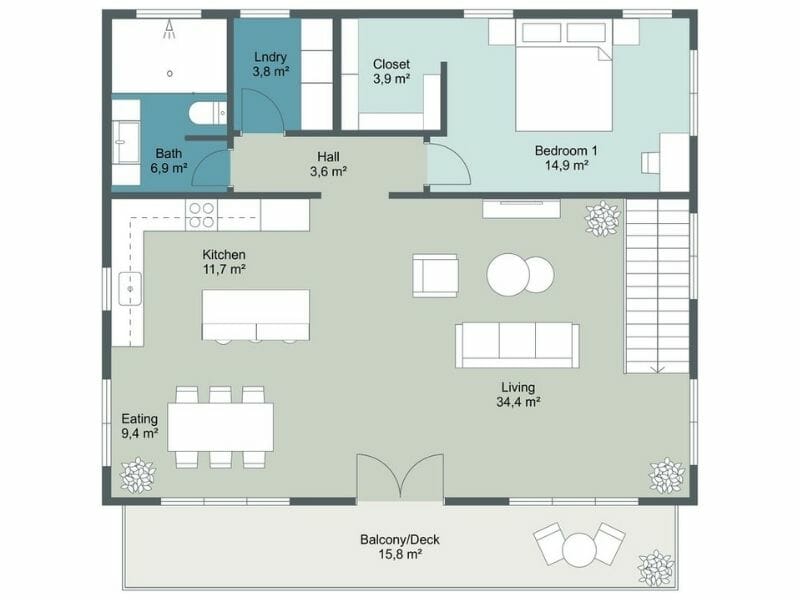 Lndry
3,8 m²
Closet
3,9 m²
Bath
6,9 m²
Hall
3,6 m²
Bedroom 1
14,9 m²
Kitchen
11,7 m²
Living
34,4 m²
Eating
9,4 m²
Balcony/Deck
15,8 m²